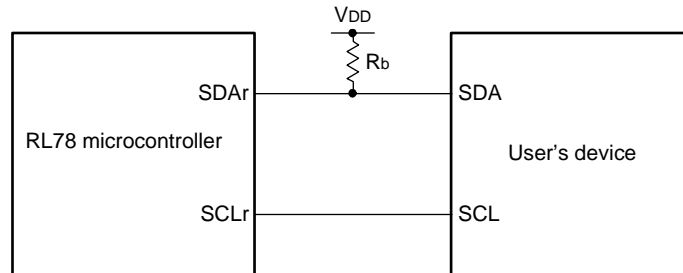 VDD
Rb
SDAr
SDA
RL78 microcontroller
User's device
SCLr
SCL